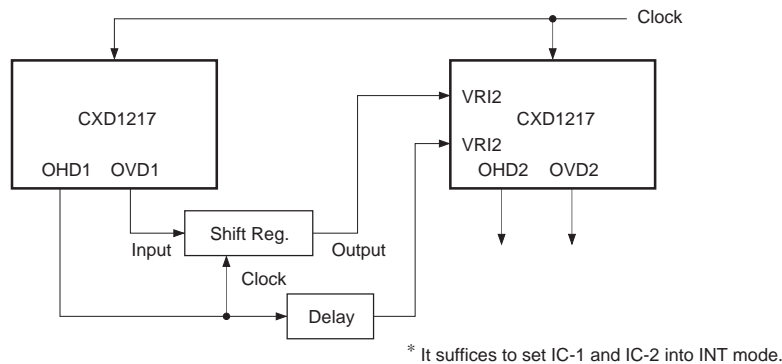 Clock
CXD1217
OHD1 OVD1
VRI2
CXD1217
VRI2
OHD2 OVD2
Shift Reg.
Input
Output
Clock
Delay
* It suffices to set IC-1 and IC-2 into INT mode.